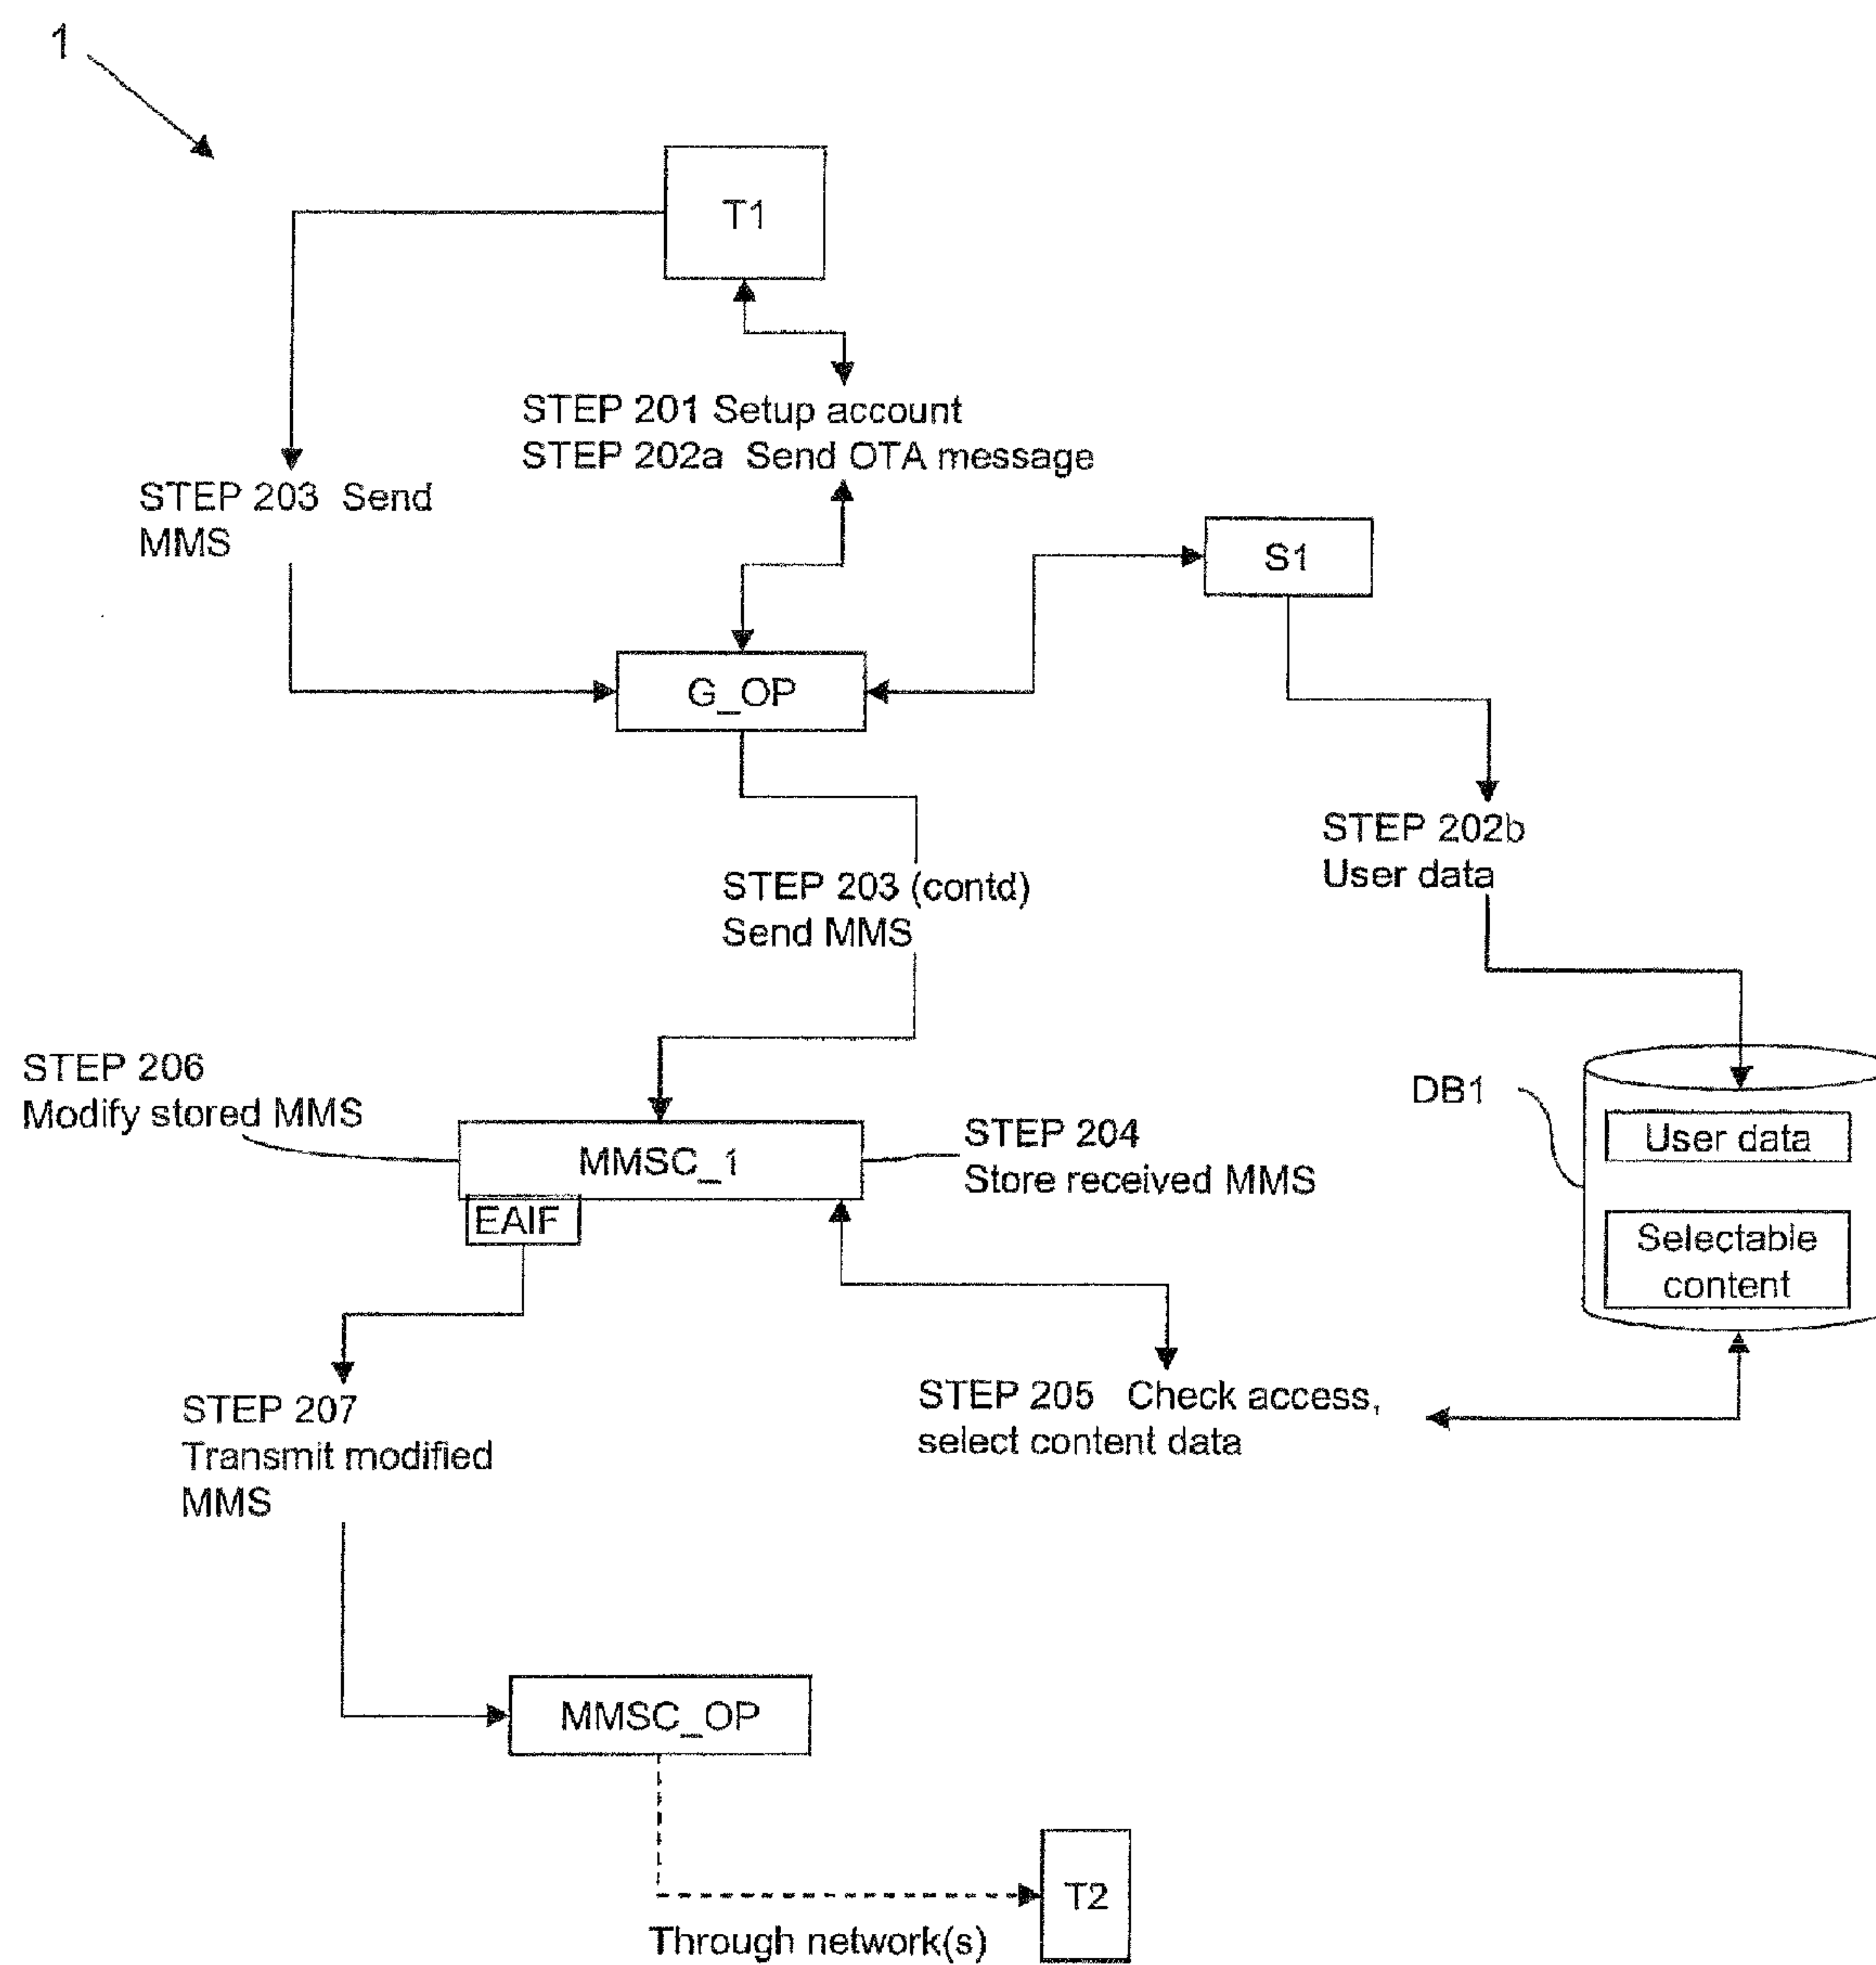 1
T1
STEP 201 Setup account
STEP 202a Send OTA message
STEP 203 Send
MMS
S1
G_OP
STEP 202b
User data
STEP 203 (contd)
Send MMS
STEP 206
Modify stored MMS
DB1
User data
MMSC_1
STEP 204
Store received MMS
EAIF
Selectable
content
STEP 205 Check access,
select content data
STEP 207
Transmit modified
MMS
MMSC_OP
T2
Through network(s)